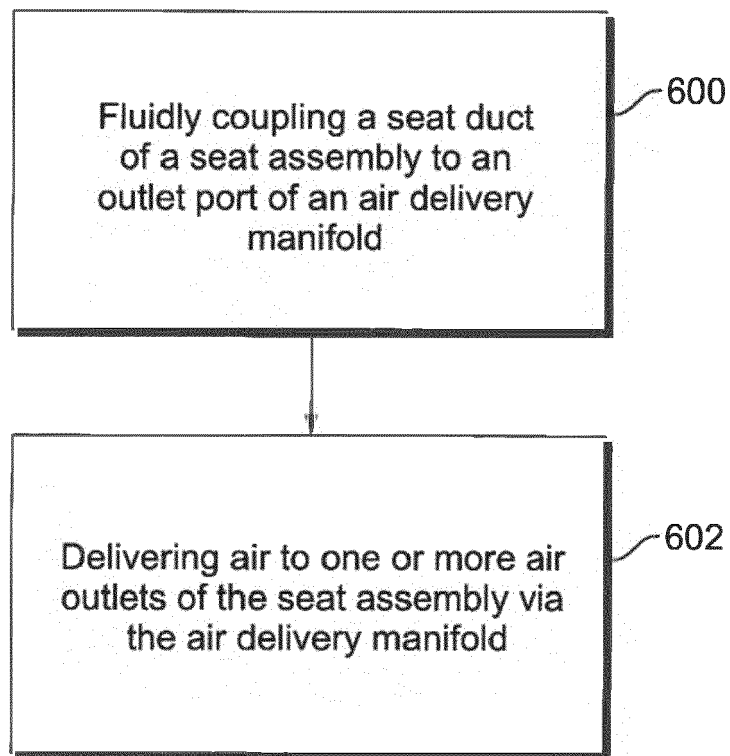 Fluidly coupling a seat duct
of a seat assembly to an
outlet port of an air delivery
manifold
600
Delivering air to one or more air
outlets of the seat assembly via
the air delivery manifold
602